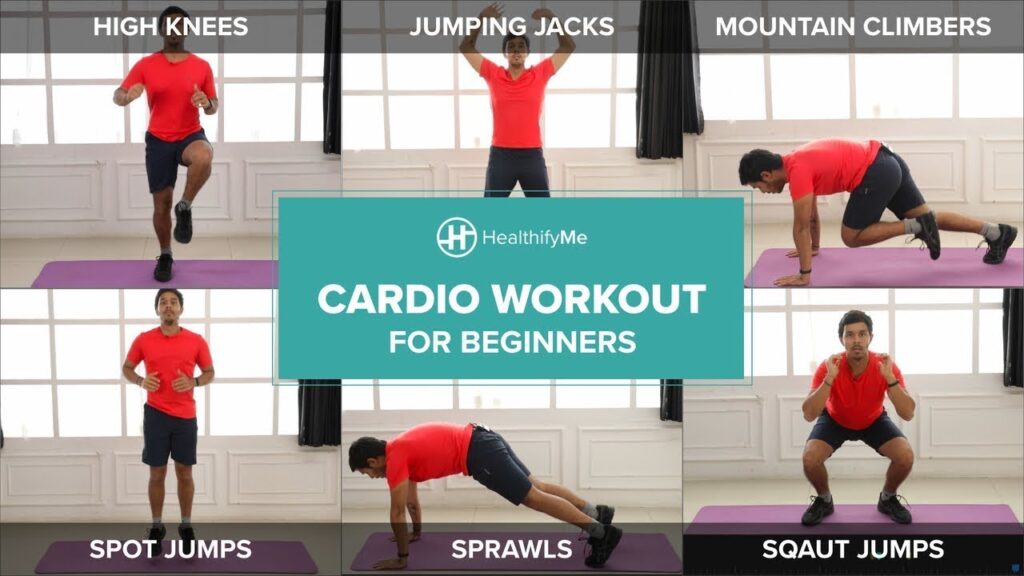 HIGH KNEES
JUMPING JACKS
MOUNTAIN CLIMBERS
HealthifyMe
CARDIO WORKOUT
FOR BEGINNERS
SPOT JUMPS
SPRAWLS
SQAUT JUMPS